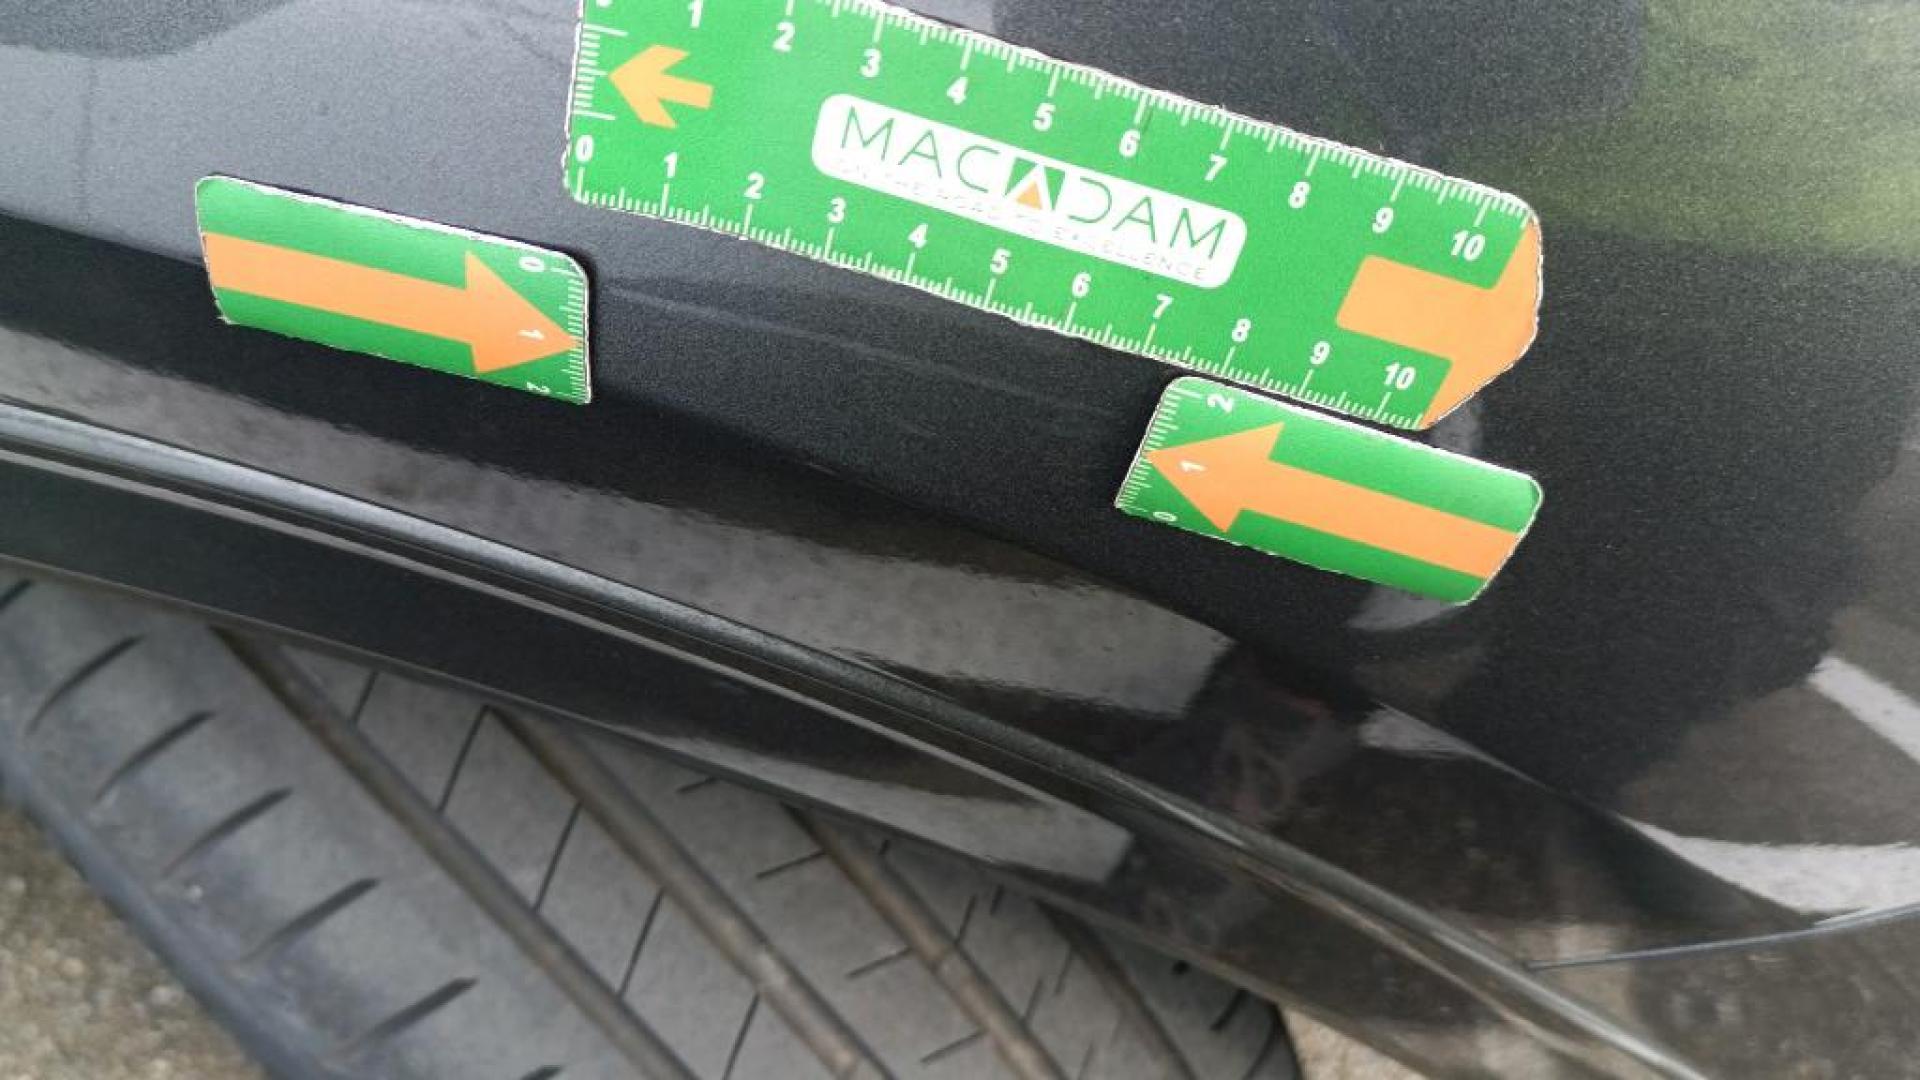 1 2 3 4 5 6 7 8 9 10
MACADAM
ON THE ROAD TO EXCELLENCE
0 1 2 3 4 5 6 7 8 9 10
0 1 2
2 1 0